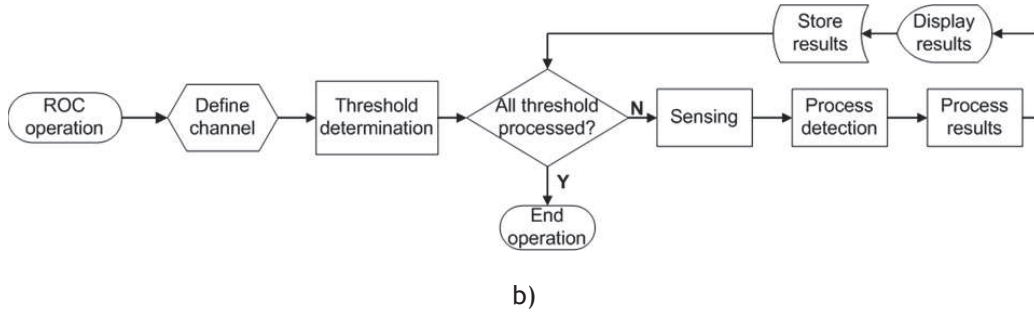 Store
results
Display
results
ROC
operation
Define
channel
Threshold
determination
All threshold
processed?
N
Sensing
Process
detection
Process
results
Y
End
operation
b)